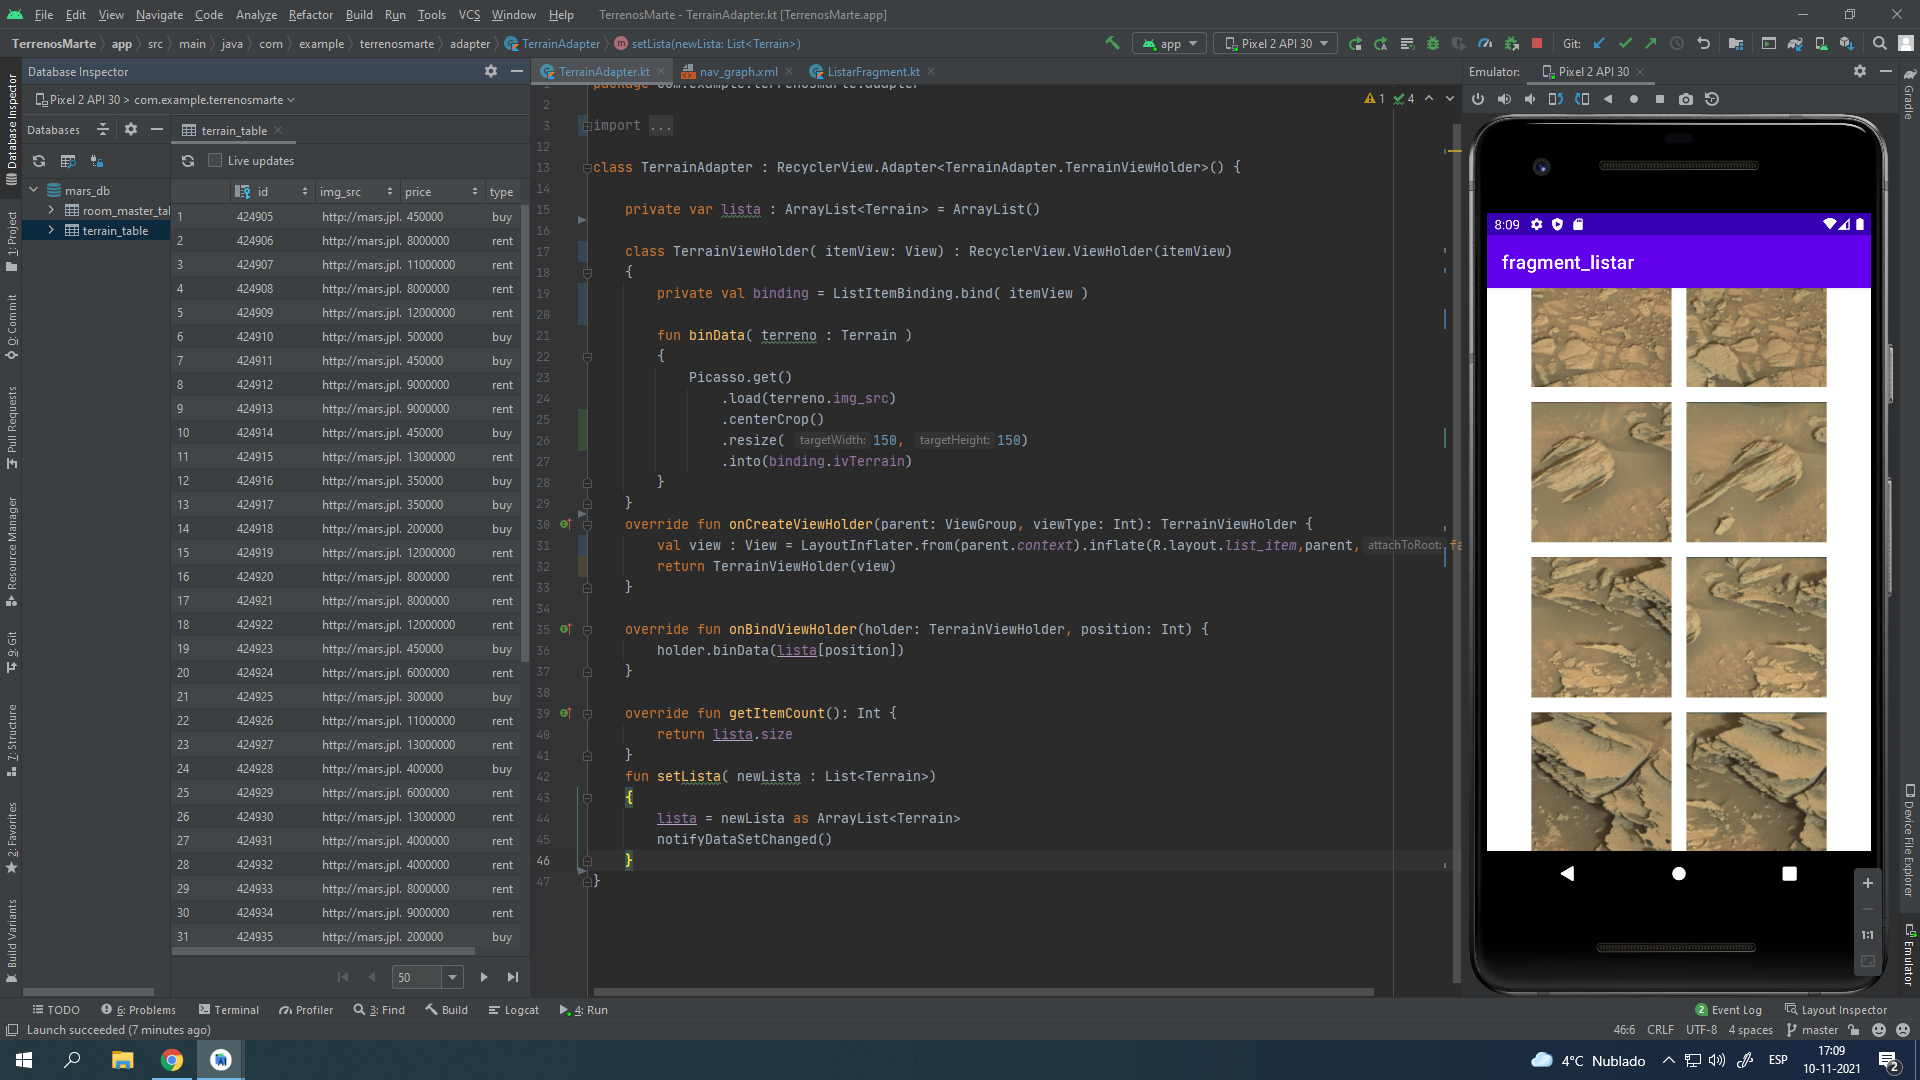 File Edit View Navigate Code Analyze Refactor Build Run Tools VCS Window Help TerrenosMarte - TerrainAdapter.kt [TerrenosMarte.app]
TerrenosMarte app src main java com example terrenosmarte adapter TerrainAdapter setLista(newLista: List<Terrain>) app Pixel 2 API 30 Git:
Database Inspector
Pixel 2 API 30 > com.example.terrenosmarte
Databases
mars_db
room_master_tal
terrain_table
terrain_table
Live updates
id img_src price type
1 424905 http://mars.jpl. 450000 buy
2 424906 http://mars.jpl. 8000000 rent
3 424907 http://mars.jpl. 11000000 rent
4 424908 http://mars.jpl. 8000000 rent
5 424909 http://mars.jpl. 12000000 rent
6 424910 http://mars.jpl. 500000 buy
7 424911 http://mars.jpl. 450000 buy
8 424912 http://mars.jpl. 9000000 rent
9 424913 http://mars.jpl. 9000000 rent
10 424914 http://mars.jpl. 450000 buy
11 424915 http://mars.jpl. 13000000 rent
12 424916 http://mars.jpl. 350000 buy
13 424917 http://mars.jpl. 350000 buy
14 424918 http://mars.jpl. 200000 buy
15 424919 http://mars.jpl. 12000000 rent
16 424920 http://mars.jpl. 8000000 rent
17 424921 http://mars.jpl. 8000000 rent
18 424922 http://mars.jpl. 12000000 rent
19 424923 http://mars.jpl. 450000 buy
20 424924 http://mars.jpl. 6000000 rent
21 424925 http://mars.jpl. 300000 buy
22 424926 http://mars.jpl. 11000000 rent
23 424927 http://mars.jpl. 13000000 rent
24 424928 http://mars.jpl. 400000 buy
25 424929 http://mars.jpl. 6000000 rent
26 424930 http://mars.jpl. 13000000 rent
27 424931 http://mars.jpl. 4000000 buy
28 424932 http://mars.jpl. 4000000 buy
29 424933 http://mars.jpl. 8000000 rent
30 424934 http://mars.jpl. 9000000 rent
31 424935 http://mars.jpl. 200000 buy
50
TerrainAdapter.kt nav_graph.xml ListarFragment.kt
1 4
1 package com.example.terrenosmarte.adapter
2
3 import ...
12
13 class TerrainAdapter : RecyclerView.Adapter<TerrainAdapter.TerrainViewHolder>() {
14
15 private var lista : ArrayList<Terrain> = ArrayList()
16
17 class TerrainViewHolder( itemView: View) : RecyclerView.ViewHolder(itemView)
18 {
19 private val binding = ListItemBinding.bind( itemView )
20
21 fun binData( terreno : Terrain )
22 {
23 Picasso.get()
24 .load(terreno.img_src)
25 .centerCrop()
26 .resize( targetWidth: 150, targetHeight: 150)
27 .into(binding.ivTerrain)
28 }
29 }
30 override fun onCreateViewHolder(parent: ViewGroup, viewType: Int): TerrainViewHolder {
31 val view : View = LayoutInflater.from(parent.context).inflate(R.layout.list_item,parent, attachToRoot: fa
32 return TerrainViewHolder(view)
33 }
34
35 override fun onBindViewHolder(holder: TerrainViewHolder, position: Int) {
36 holder.binData(lista[position])
37 }
38
39 override fun getItemCount(): Int {
40 return lista.size
41 }
42 fun setLista( newLista : List<Terrain>)
43 {
44 lista = newLista as ArrayList<Terrain>
45 notifyDataSetChanged()
46 }
47 }
Emulator: Pixel 2 API 30
8:09
fragment_listar
1:1
Database Inspector
1: Project
0: Commit
Pull Requests
Resource Manager
9: Git
7: Structure
2: Favorites
Build Variants
Gradle
Device File Explorer
Emulator
TODO 6: Problems Terminal Profiler 3: Find Build Logcat 4: Run 2 Event Log Layout Inspector
Launch succeeded (7 minutes ago) 46:6 CRLF UTF-8 4 spaces master
4°C Nublado ESP 17:09
10-11-2021 2